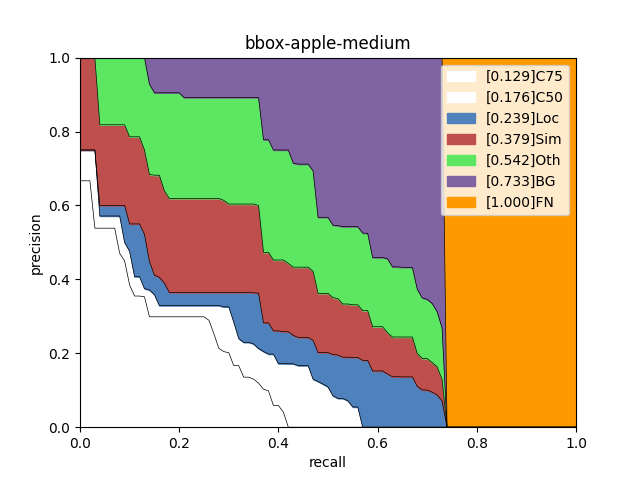 bbox-apple-medium
1.0
0.8
0.6
0.4
0.2
0.0
precision
[0.129]C75
[0.176]C50
[0.239]Loc
[0.379]Sim
[0.542]Oth
[0.733]BG
[1.000]FN
0.0 0.2 0.4 0.6 0.8 1.0
recall